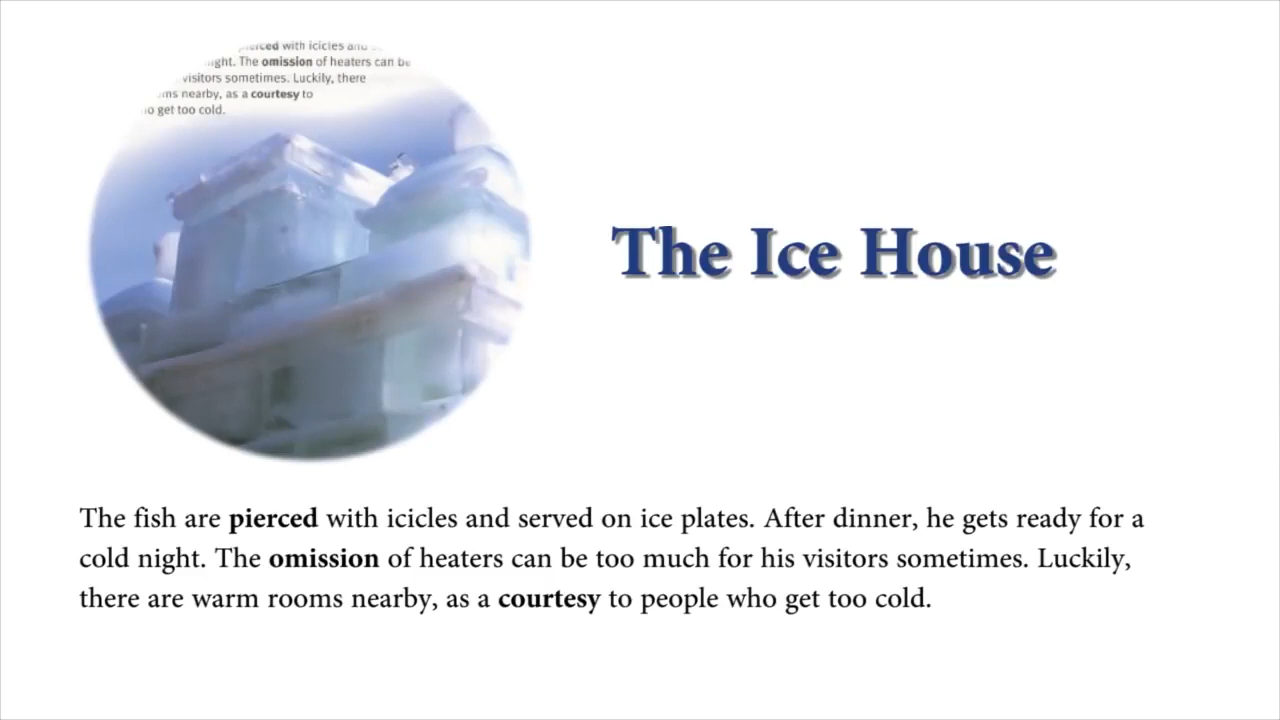 with icicles and
The omission of heaters can be
visitors sometimes. Luckily, there
nearby, as a courtesy to
get too cold.
The Ice House
The fish are pierced with icicles and served on ice plates. After dinner, he gets ready for a
cold night. The omission of heaters can be too much for his visitors sometimes. Luckily,
there are warm rooms nearby, as a courtesy to people who get too cold.